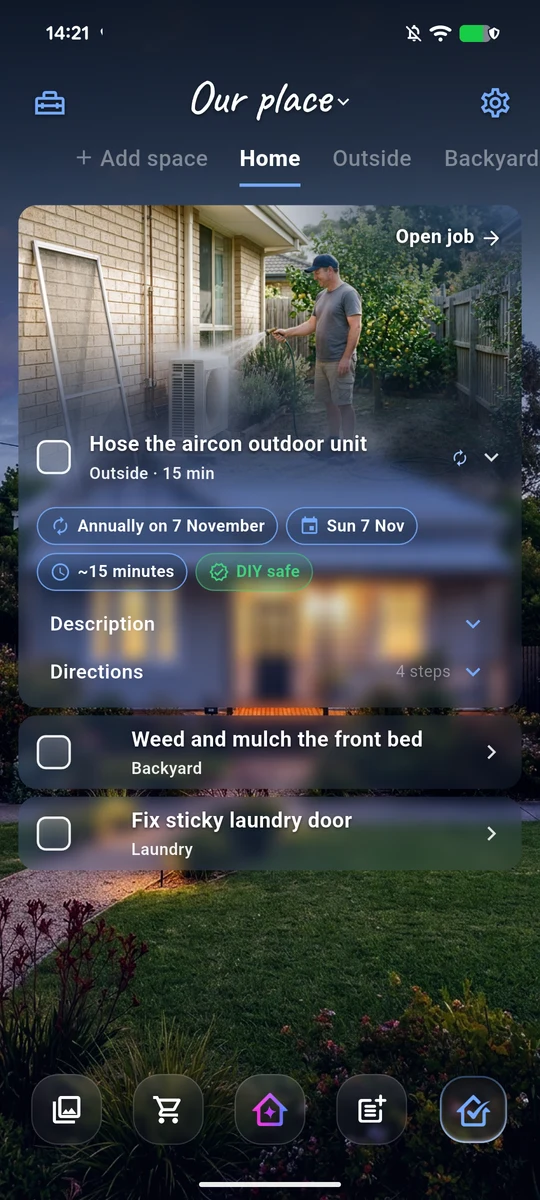 14:21
Our place
+ Add space
Home
Outside
Backyard
Open job →
Hose the aircon outdoor unit
Outside · 15 min
Annually on 7 November
Sun 7 Nov
~15 minutes
DIY safe
Description
Directions
4 steps
Weed and mulch the front bed
Backyard
Fix sticky laundry door
Laundry